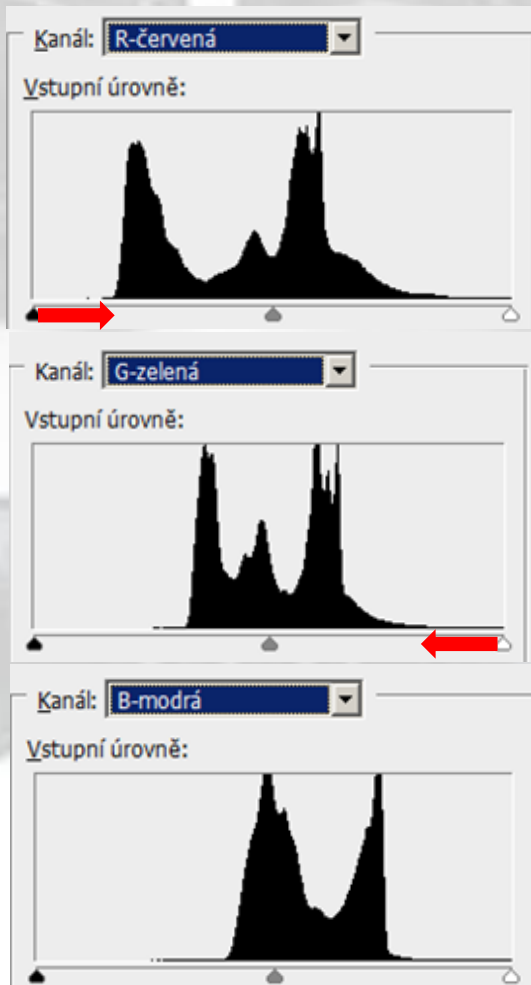 Kanál: R-červená
Vstupní úrovně:
Kanál: G-zelená
Vstupní úrovně:
Kanál: B-modrá
Vstupní úrovně: